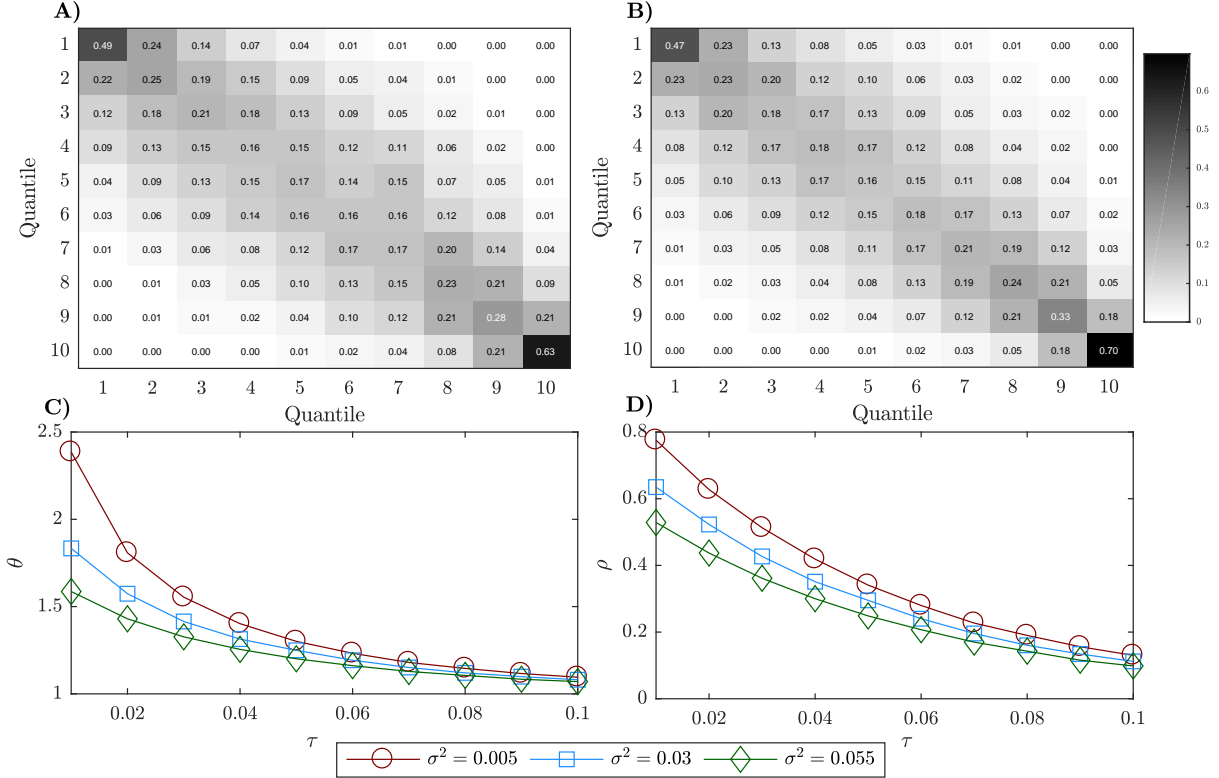 A)
1 0.49 0.24 0.14 0.07 0.04 0.01 0.01 0.00 0.00 0.00
2 0.22 0.25 0.19 0.15 0.09 0.05 0.04 0.01 0.00 0.00
3 0.12 0.18 0.21 0.18 0.13 0.09 0.05 0.02 0.01 0.00
4 0.09 0.13 0.15 0.16 0.15 0.12 0.11 0.06 0.02 0.00
5 0.04 0.09 0.13 0.15 0.17 0.14 0.15 0.07 0.05 0.01
6 0.03 0.06 0.09 0.14 0.16 0.16 0.16 0.12 0.08 0.01
7 0.01 0.03 0.06 0.08 0.12 0.17 0.17 0.20 0.14 0.04
8 0.00 0.01 0.03 0.05 0.10 0.13 0.15 0.23 0.21 0.09
9 0.00 0.01 0.01 0.02 0.04 0.10 0.12 0.21 0.28 0.21
10 0.00 0.00 0.00 0.00 0.01 0.02 0.04 0.08 0.21 0.63
1 2 3 4 5 6 7 8 9 10
Quantile
Quantile
B)
1 0.47 0.23 0.13 0.08 0.05 0.03 0.01 0.01 0.00 0.00
2 0.23 0.23 0.20 0.12 0.10 0.06 0.03 0.02 0.00 0.00
3 0.13 0.20 0.18 0.17 0.13 0.09 0.05 0.03 0.02 0.00
4 0.08 0.12 0.17 0.18 0.17 0.12 0.08 0.04 0.02 0.00
5 0.05 0.10 0.13 0.17 0.16 0.15 0.11 0.08 0.04 0.01
6 0.03 0.06 0.09 0.12 0.15 0.18 0.17 0.13 0.07 0.02
7 0.01 0.03 0.05 0.08 0.11 0.17 0.21 0.19 0.12 0.03
8 0.01 0.02 0.03 0.04 0.08 0.13 0.19 0.24 0.21 0.05
9 0.00 0.00 0.02 0.02 0.04 0.07 0.12 0.21 0.33 0.18
10 0.00 0.00 0.00 0.00 0.01 0.02 0.03 0.05 0.18 0.70
1 2 3 4 5 6 7 8 9 10
Quantile
Quantile
0.6
0.5
0.4
0.3
0.2
0.1
0
C)
2.5
2
1.5
1
θ
0.02 0.04 0.06 0.08 0.1
τ
D)
0.8
0.6
0.4
0.2
0
ρ
0.02 0.04 0.06 0.08 0.1
τ
σ² = 0.005 σ² = 0.03 σ² = 0.055